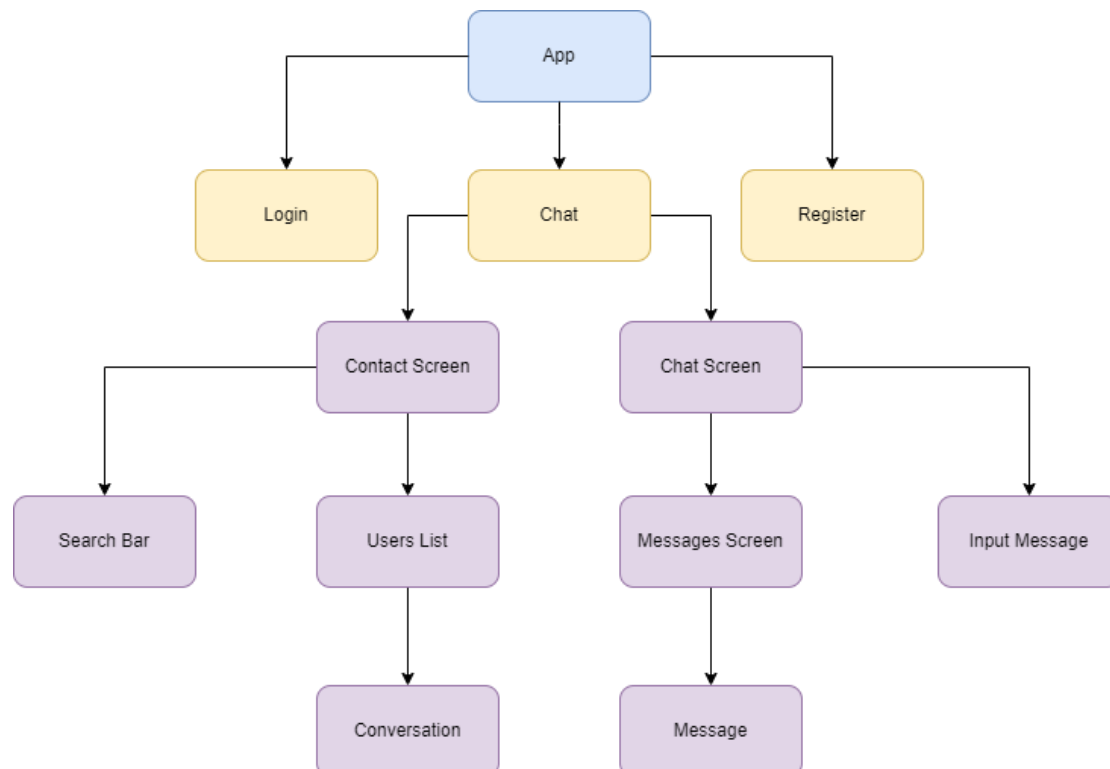 App
Login
Chat
Register
Contact Screen
Chat Screen
Search Bar
Users List
Messages Screen
Input Message
Conversation
Message